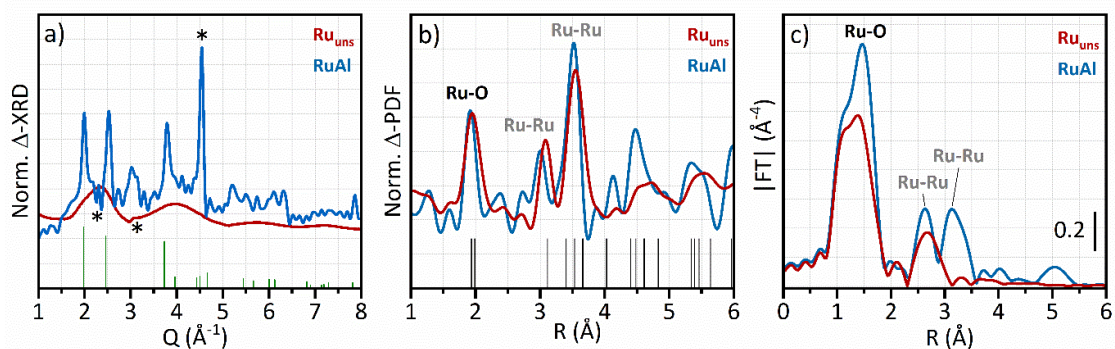 a)
Ru_uns
RuAl
*
*
*
Norm. Δ-XRD
1 2 3 4 5 6 7 8
Q (Å⁻¹)
b)
Ru-Ru
Ru_uns
RuAl
Ru-O
Ru-Ru
Norm. Δ-PDF
1 2 3 4 5 6
R (Å)
c)
Ru-O
Ru_uns
RuAl
Ru-Ru
Ru-Ru
0.2
|FT| (Å⁻⁴)
0 1 2 3 4 5 6
R (Å)